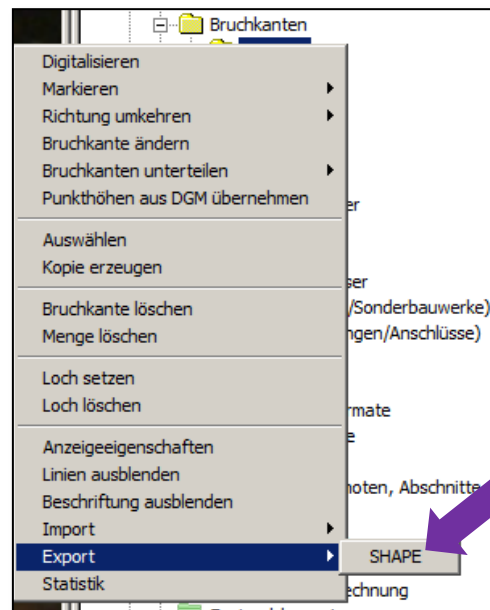 Bruchkanten
Digitalisieren
Markieren
Richtung umkehren
Bruchkante ändern
Bruchkanten unterteilen
Punkthöhen aus DGM übernehmen
er
Auswählen
Kopie erzeugen
ser
Bruchkante löschen
/Sonderbauwerke)
Menge löschen
ngen/Anschlüsse)
Loch setzen
Loch löschen
rmate
Anzeigeeigenschaften
e
Linien ausblenden
noten, Abschnitte
Beschriftung ausblenden
Import
Export
SHAPE
Statistik
echnung